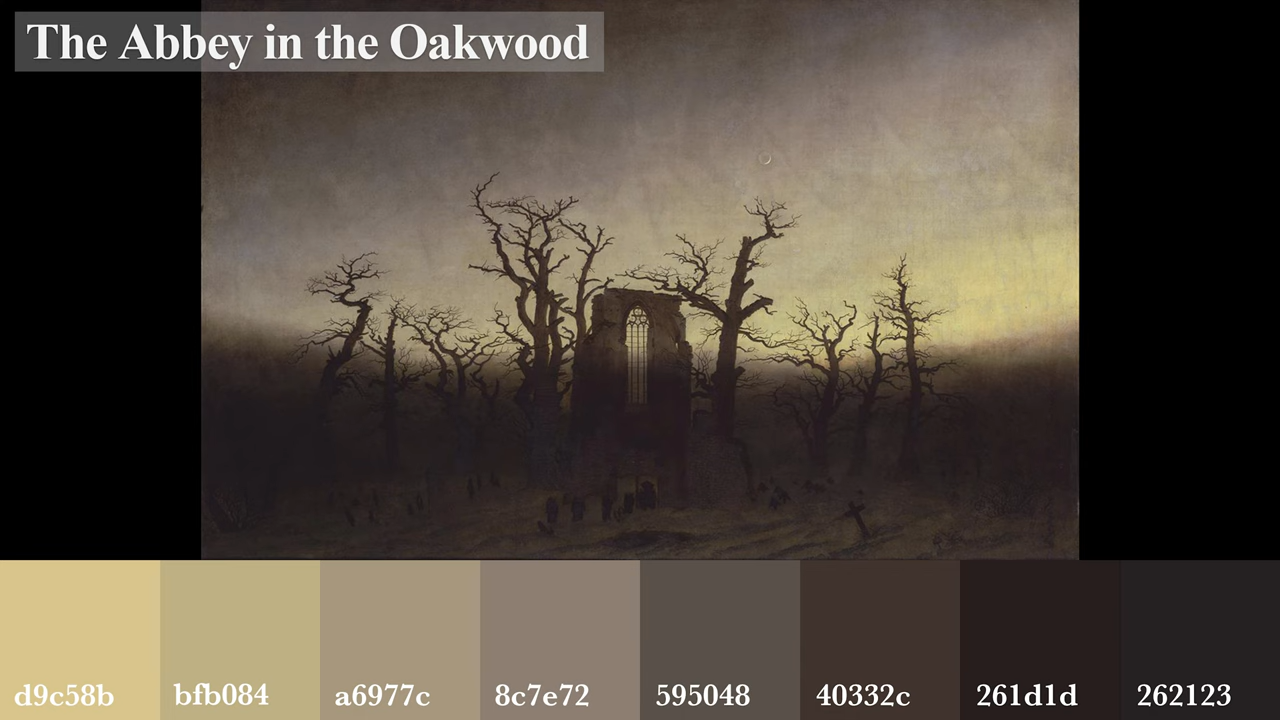 The Abbey in the Oakwood
d9c58b bfb084 a6977c 8c7e72 595048 40332c 261d1d 262123